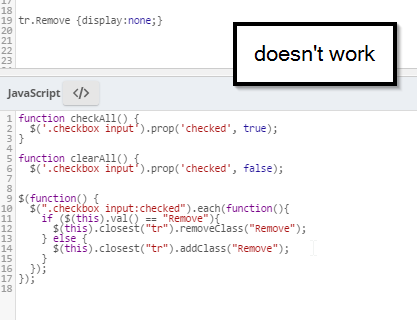 17
18
19 tr.Remove {display:none;}
20
21
22
23
24
doesn't work
JavaScript </>
1 function checkAll() {
2 $('.checkbox input').prop('checked', true);
3 }
4
5 function clearAll() {
6 $('.checkbox input').prop('checked', false);
7
8
9 $(function() {
10 $(".checkbox input:checked").each(function(){
11 if ($(this).val() == "Remove"){
12 $(this).closest("tr").removeClass("Remove");
13 } else {
14 $(this).closest("tr").addClass("Remove");
15 }
16 });
17 });
18